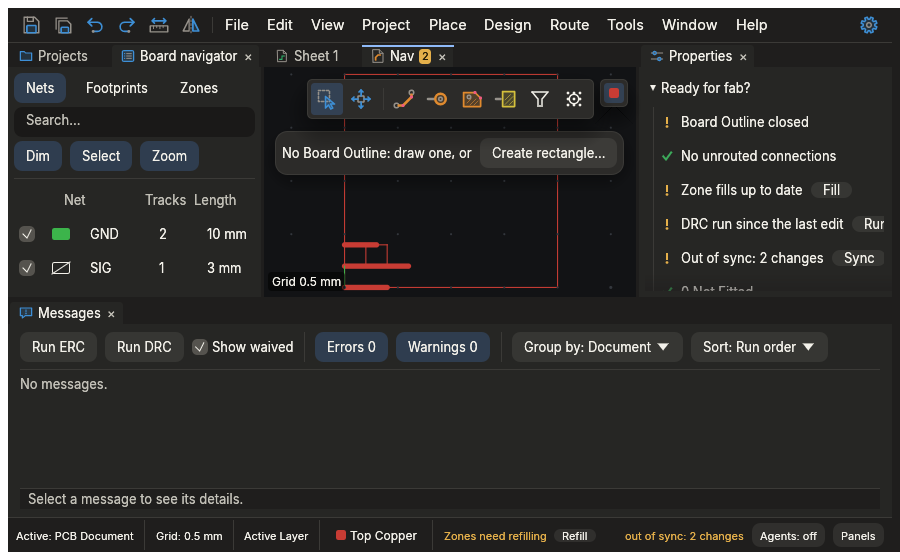 File Edit View Project Place Design Route Tools Window Help
Projects Board navigator × Sheet 1 Nav 2 × Properties ×
Nets Footprints Zones
Search...
Dim Select Zoom
Net Tracks Length
GND 2 10 mm
SIG 1 3 mm
No Board Outline: draw one, or Create rectangle...
Grid 0.5 mm
Ready for fab?
! Board Outline closed
No unrouted connections
! Zone fills up to date Fill
! DRC run since the last edit Run
! Out of sync: 2 changes Sync
0 Not Fitted
Messages ×
Run ERC Run DRC Show waived Errors 0 Warnings 0 Group by: Document Sort: Run order
No messages.
Select a message to see its details.
Active: PCB Document Grid: 0.5 mm Active Layer Top Copper Zones need refilling Refill out of sync: 2 changes Agents: off Panels